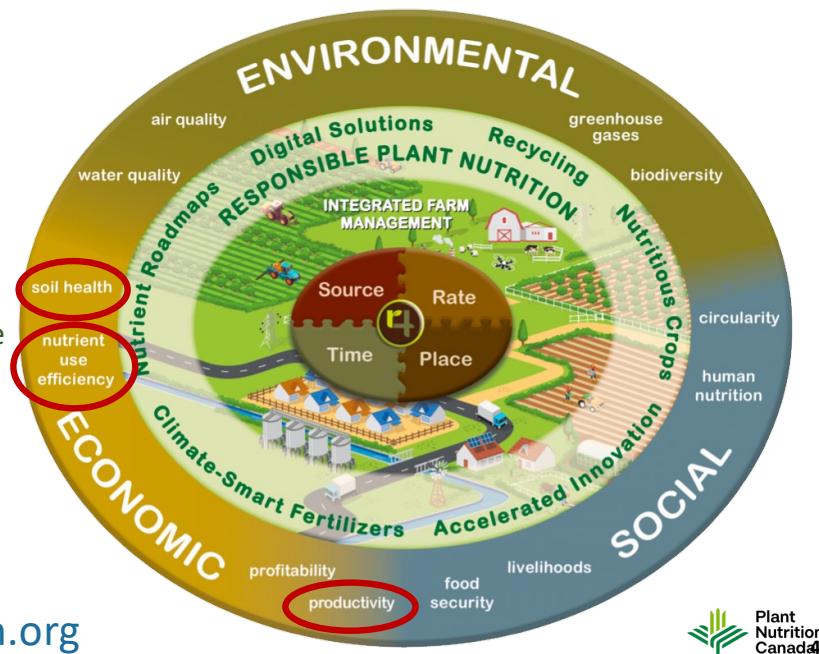 ENVIRONMENTAL
air quality
greenhouse
gases
water quality
biodiversity
Digital Solutions
Recycling
Nutrient Roadmaps
RESPONSIBLE PLANT NUTRITION
Nutritious Crops
INTEGRATED FARM
MANAGEMENT
Source
Rate
r4
Time
Place
soil health
e
nutrient
use
efficiency
circularity
human
nutrition
Climate-Smart Fertilizers
Accelerated Innovation
ECONOMIC
SOCIAL
profitability
productivity
food
security
livelihoods
n.org
Plant
Nutrition
Canada
4